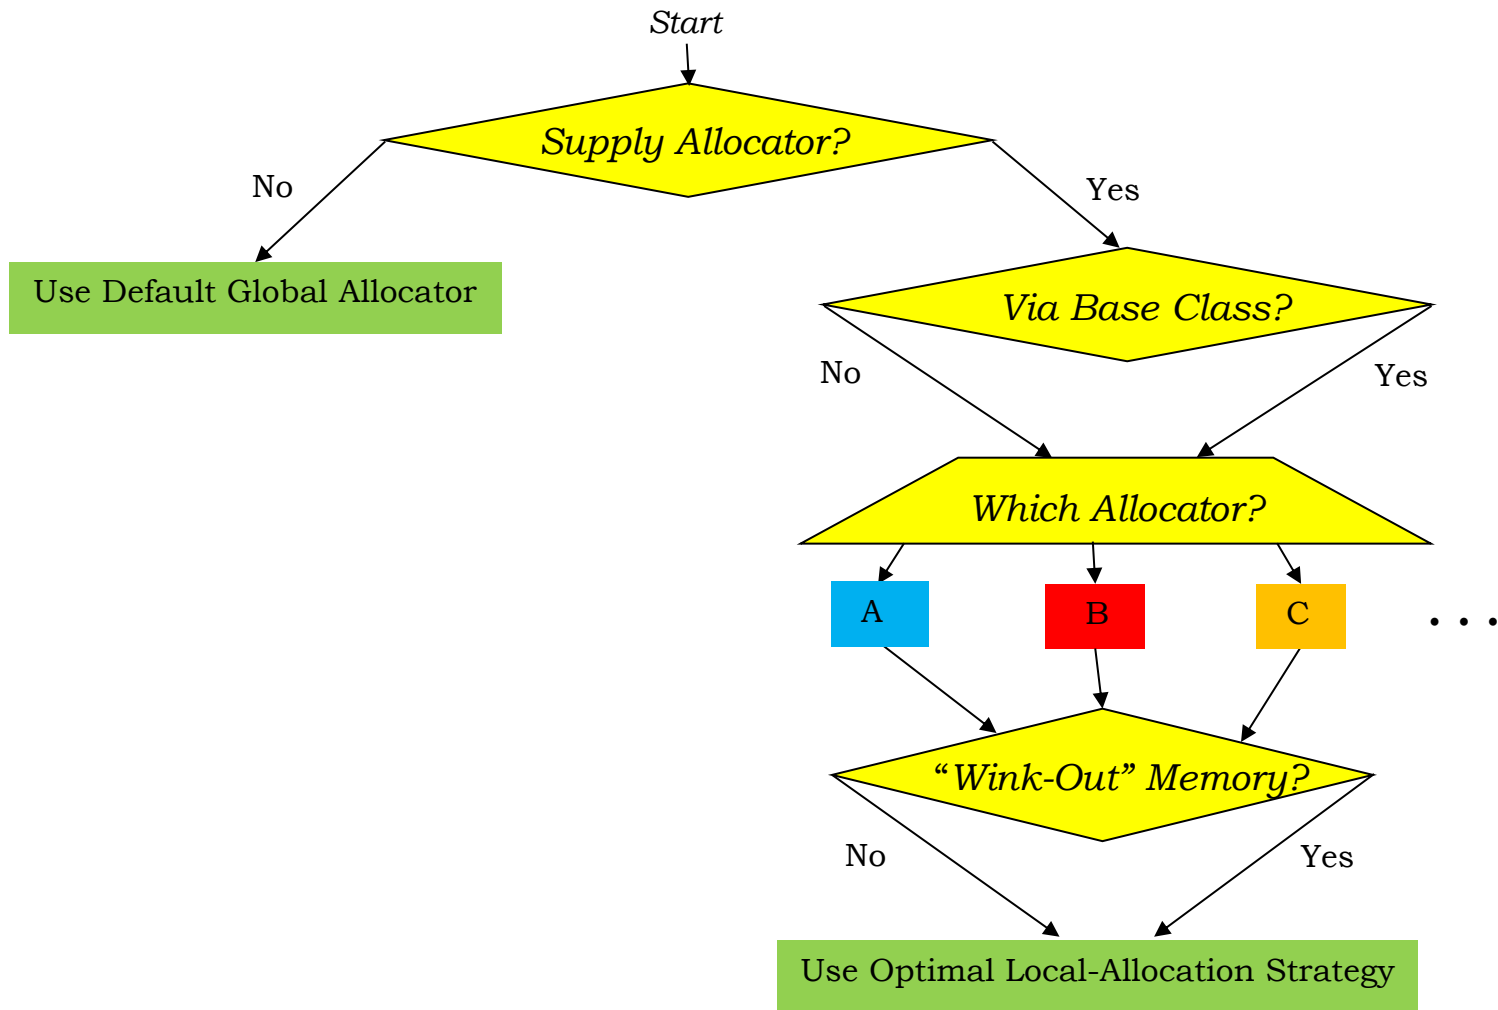 Start
Supply Allocator?
No
Yes
Use Default Global Allocator
Via Base Class?
No
Yes
Which Allocator?
A
B
C
. . .
“Wink-Out” Memory?
No
Yes
Use Optimal Local-Allocation Strategy